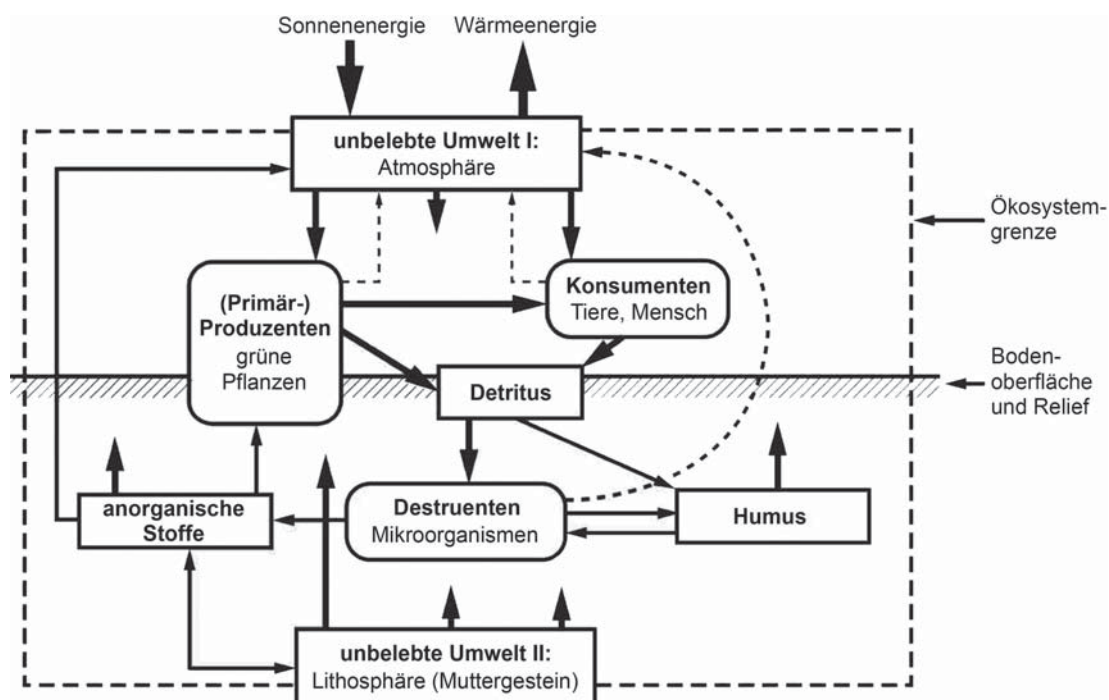 Sonnenenergie
Wärmeenergie
unbelebte Umwelt I:
Atmosphäre
Ökosystem-
grenze
(Primär-)
Produzenten
grüne
Pflanzen
Konsumenten
Tiere, Mensch
Boden-
oberfläche
und Relief
Detritus
anorganische
Stoffe
Destruenten
Mikroorganismen
Humus
unbelebte Umwelt II:
Lithosphäre (Muttergestein)